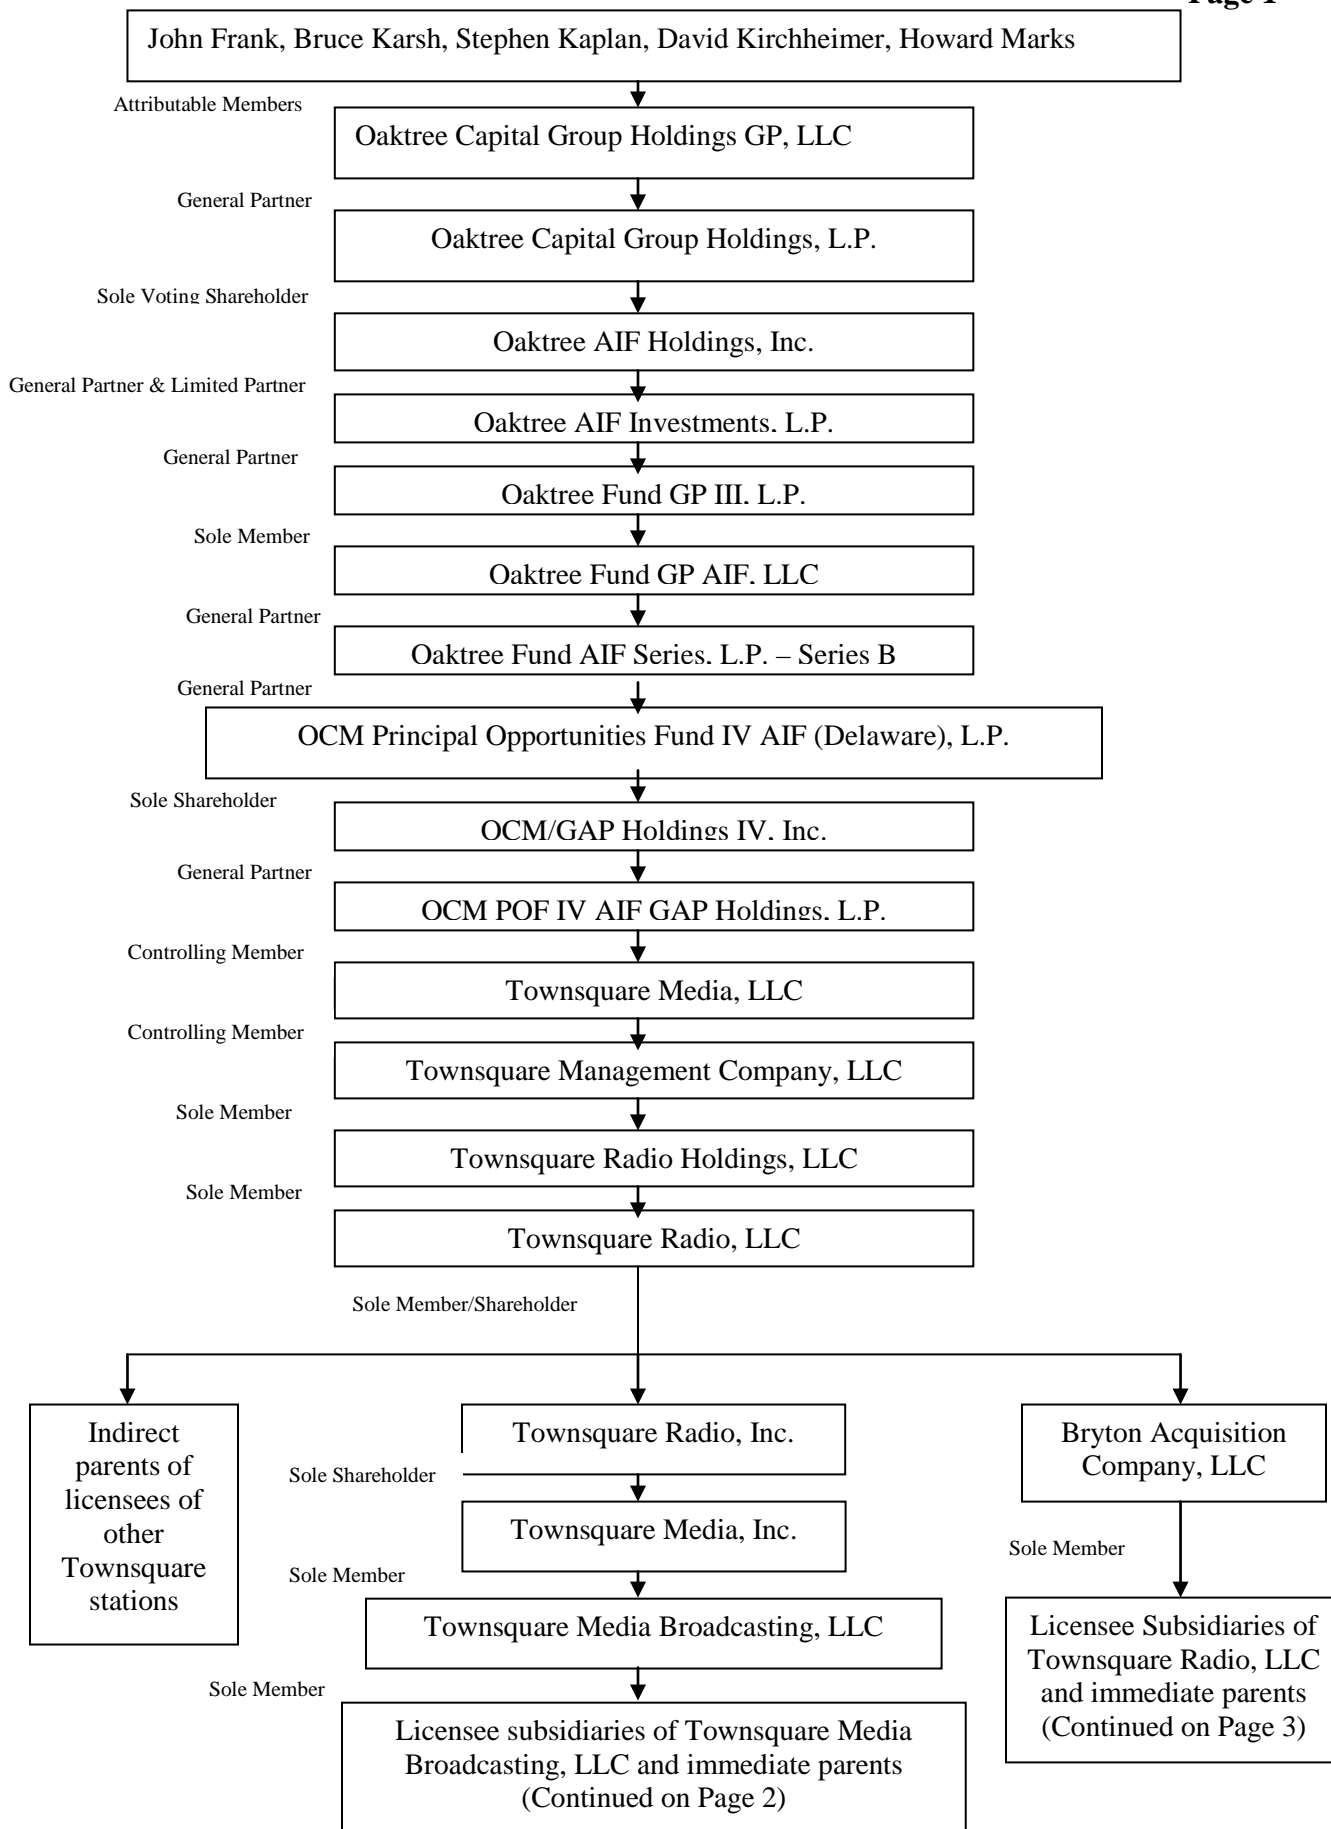 Page 1
John Frank, Bruce Karsh, Stephen Kaplan, David Kirchheimer, Howard Marks
Attributable Members
Oaktree Capital Group Holdings GP, LLC
General Partner
Oaktree Capital Group Holdings, L.P.
Sole Voting Shareholder
Oaktree AIF Holdings, Inc.
General Partner & Limited Partner
Oaktree AIF Investments, L.P.
General Partner
Oaktree Fund GP III, L.P.
Sole Member
Oaktree Fund GP AIF, LLC
General Partner
Oaktree Fund AIF Series, L.P. – Series B
General Partner
OCM Principal Opportunities Fund IV AIF (Delaware), L.P.
Sole Shareholder
OCM/GAP Holdings IV, Inc.
General Partner
OCM POF IV AIF GAP Holdings, L.P.
Controlling Member
Townsquare Media, LLC
Controlling Member
Townsquare Management Company, LLC
Sole Member
Townsquare Radio Holdings, LLC
Sole Member
Townsquare Radio, LLC
Sole Member/Shareholder
Indirect
parents of
licensees of
other
Townsquare
stations
Townsquare Radio, Inc.
Sole Shareholder
Townsquare Media, Inc.
Sole Member
Townsquare Media Broadcasting, LLC
Sole Member
Licensee subsidiaries of Townsquare Media
Broadcasting, LLC and immediate parents
(Continued on Page 2)
Bryton Acquisition
Company, LLC
Sole Member
Licensee Subsidiaries of
Townsquare Radio, LLC
and immediate parents
(Continued on Page 3)